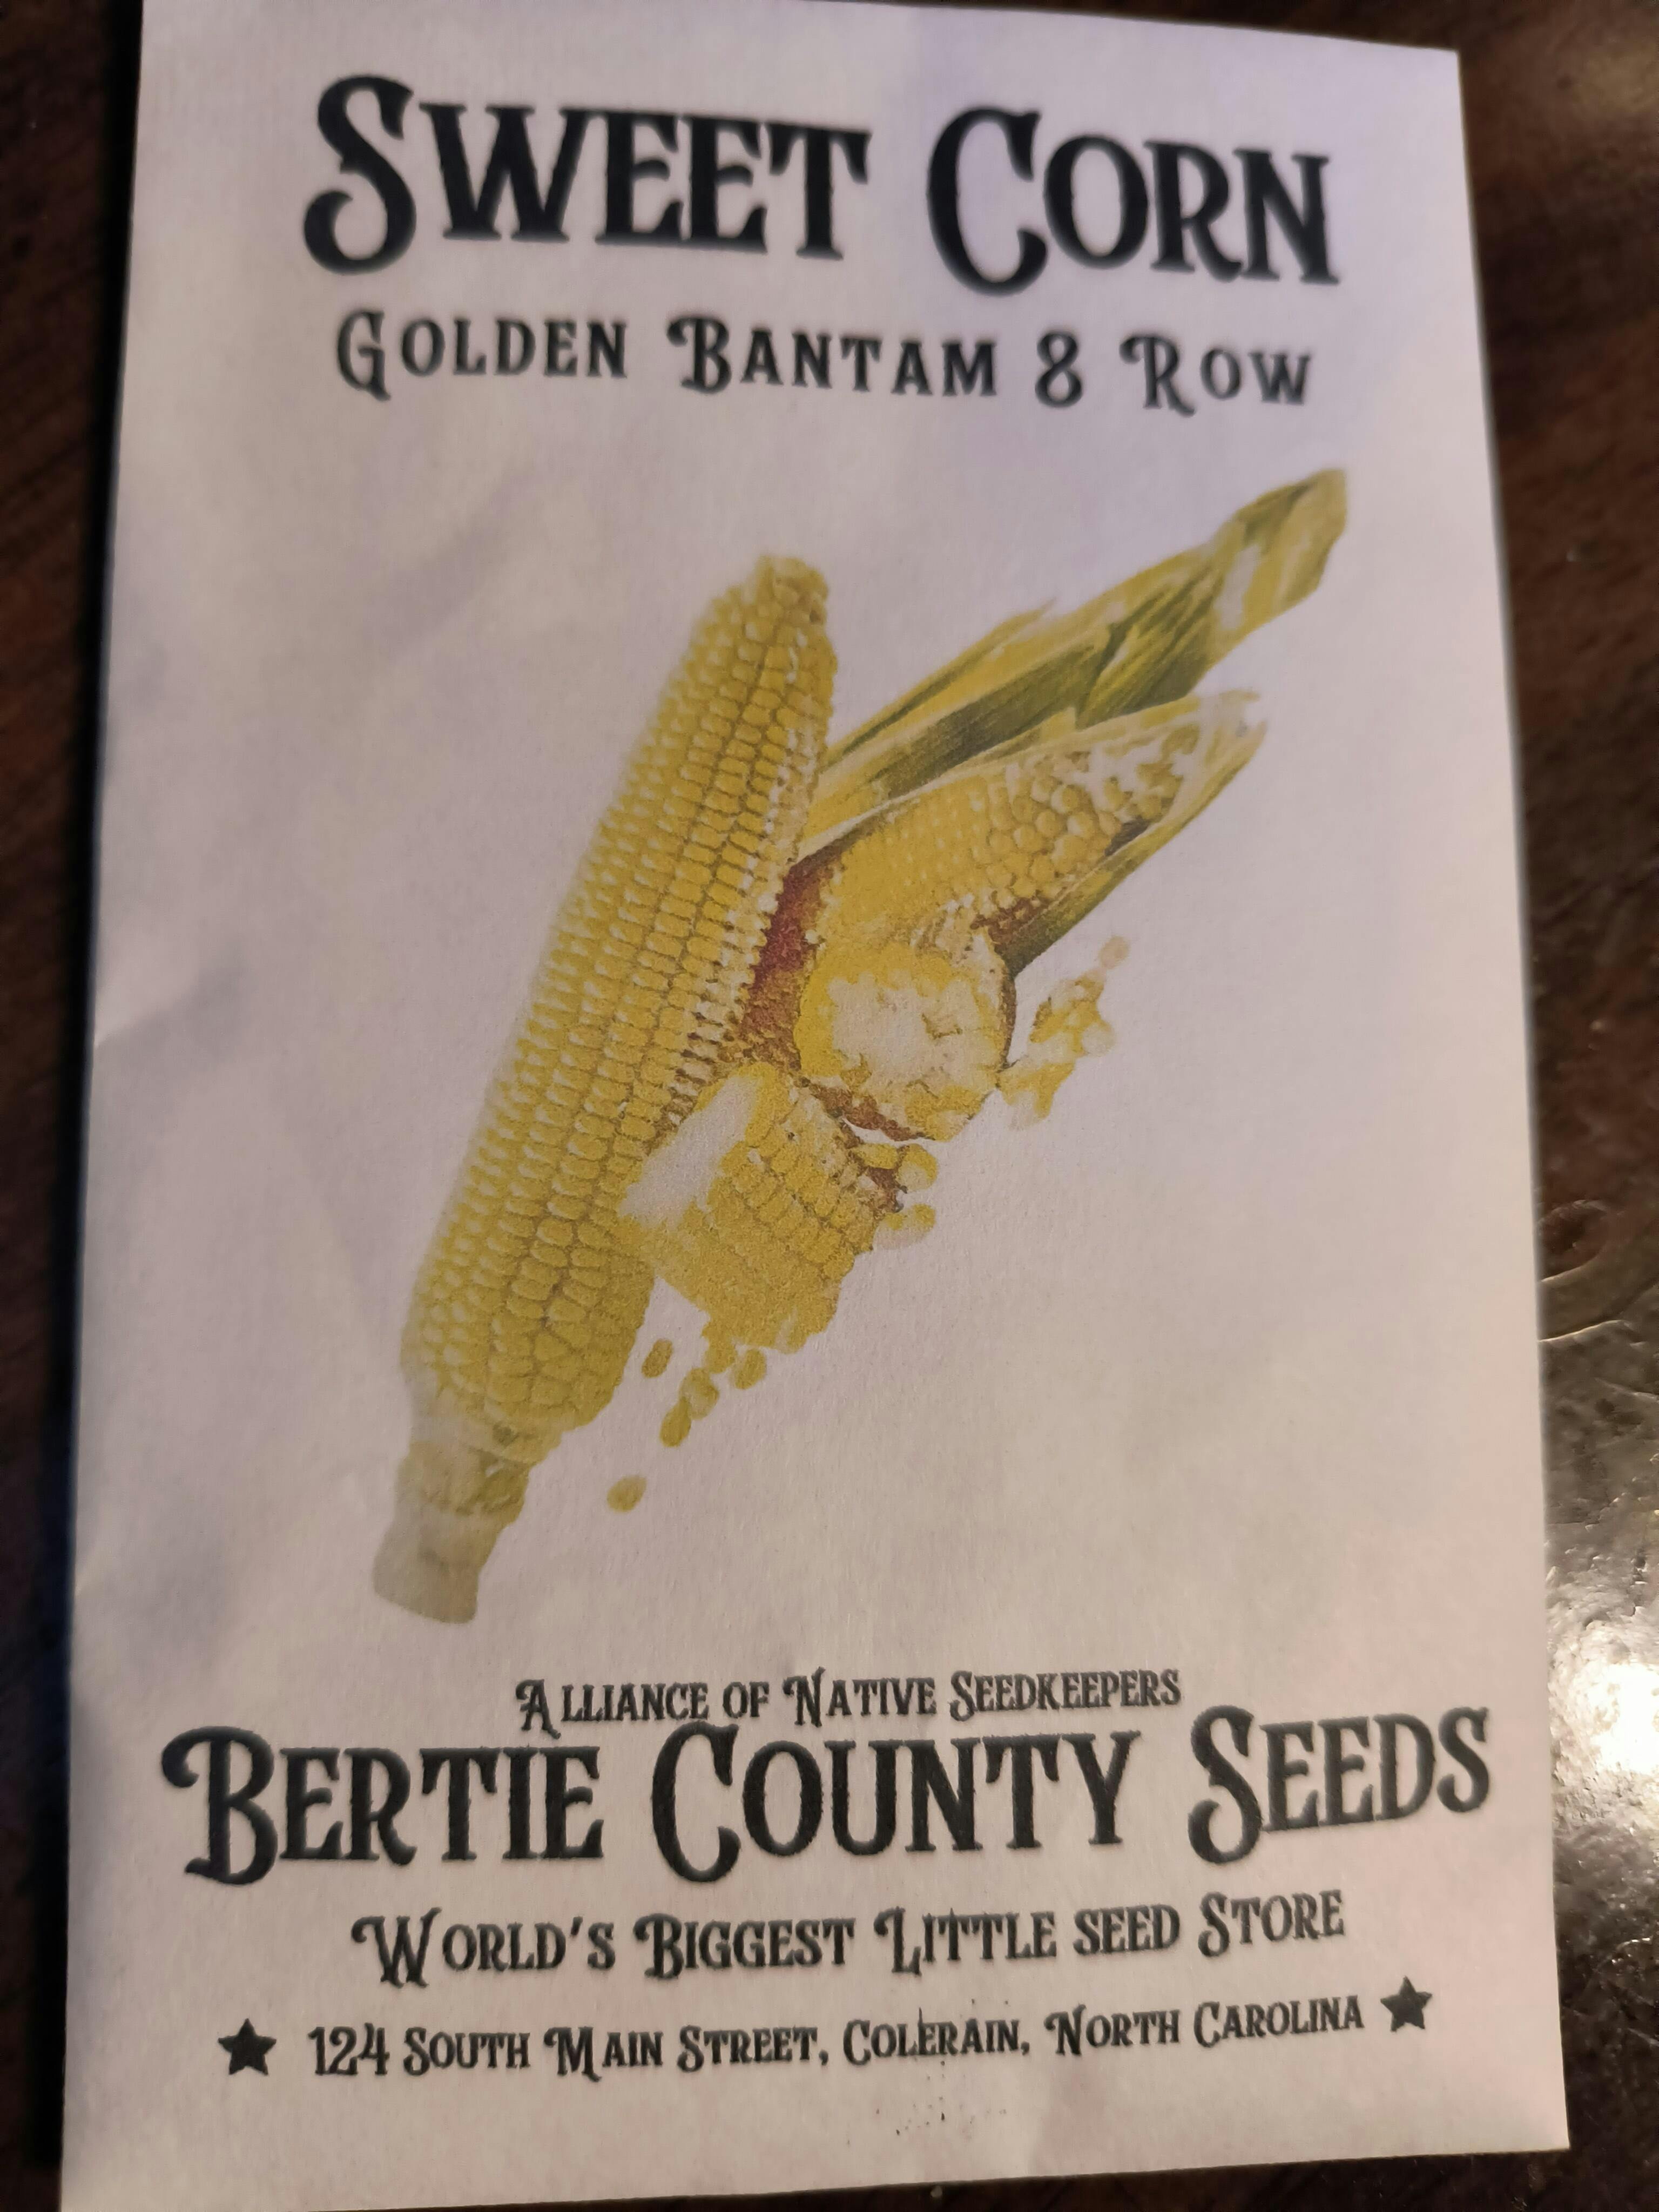 Sweet Corn
Golden Bantam 8 Row
Alliance of Native Seedkeepers
Bertie County Seeds
World's Biggest Little seed Store
★ 124 South Main Street, Colerain, North Carolina ★